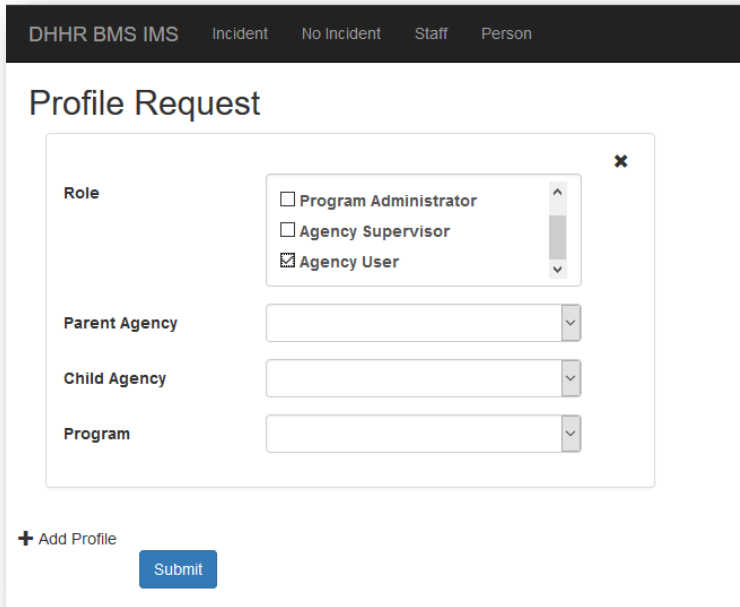 DHHR BMS IMS Incident No Incident Staff Person
Profile Request
Role
Program Administrator
Agency Supervisor
Agency User
Parent Agency
Child Agency
Program
Add Profile
Submit